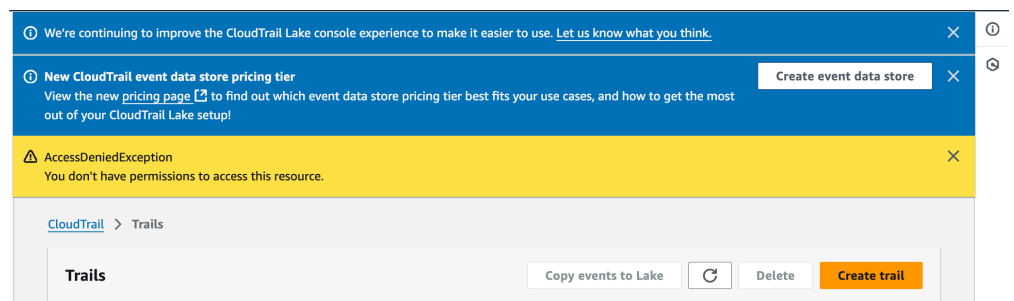 We're continuing to improve the CloudTrail Lake console experience to make it easier to use. Let us know what you think.
New CloudTrail event data store pricing tier
Create event data store
View the new pricing page to find out which event data store pricing tier best fits your use cases, and how to get the most
out of your CloudTrail Lake setup!
AccessDeniedException
You don't have permissions to access this resource.
CloudTrail > Trails
Trails
Copy events to Lake
Delete
Create trail